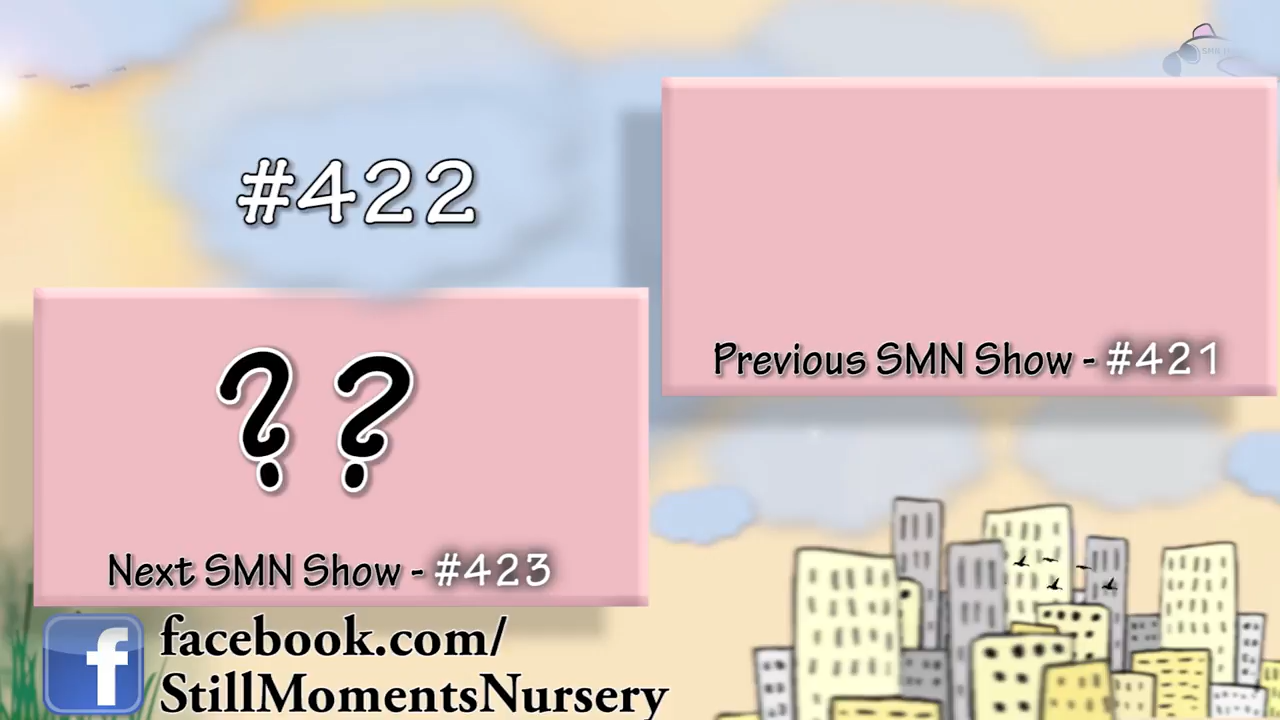 #422
Previous SMN Show - #421
??
Next SMN Show - #423
facebook.com/
StillMomentsNursery